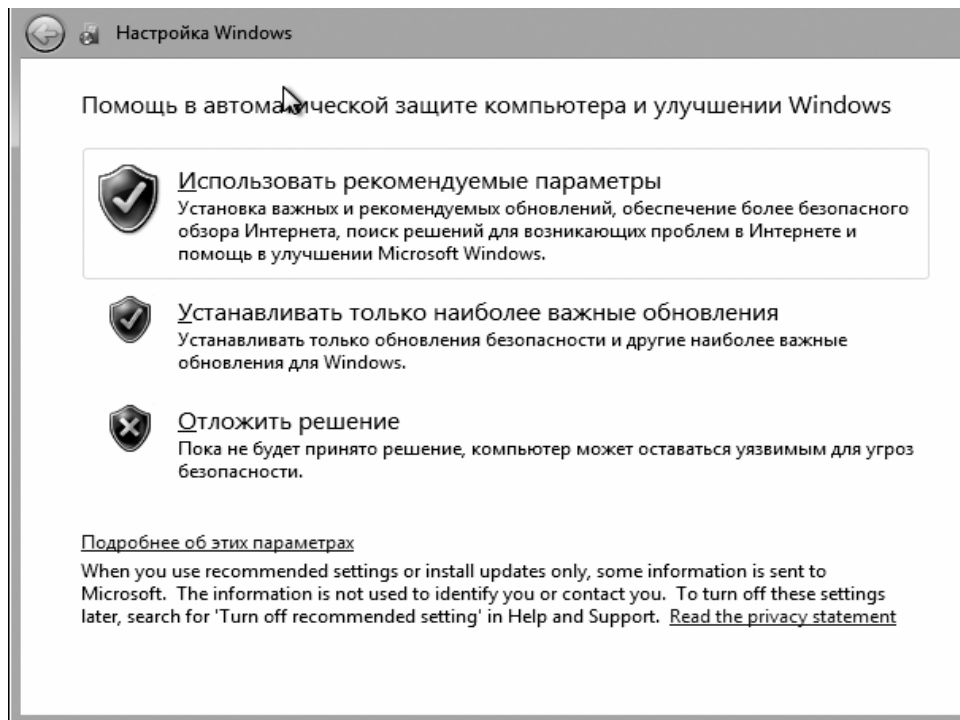 Настройка Windows
Помощь в автоматической защите компьютера и улучшении Windows
Использовать рекомендуемые параметры
Установка важных и рекомендуемых обновлений, обеспечение более безопасного
обзора Интернета, поиск решений для возникающих проблем в Интернете и
помощь в улучшении Microsoft Windows.
Устанавливать только наиболее важные обновления
Устанавливать только обновления безопасности и другие наиболее важные
обновления для Windows.
Отложить решение
Пока не будет принято решение, компьютер может оставаться уязвимым для угроз
безопасности.
Подробнее об этих параметрах
When you use recommended settings or install updates only, some information is sent to
Microsoft. The information is not used to identify you or contact you. To turn off these settings
later, search for 'Turn off recommended setting' in Help and Support. Read the privacy statement